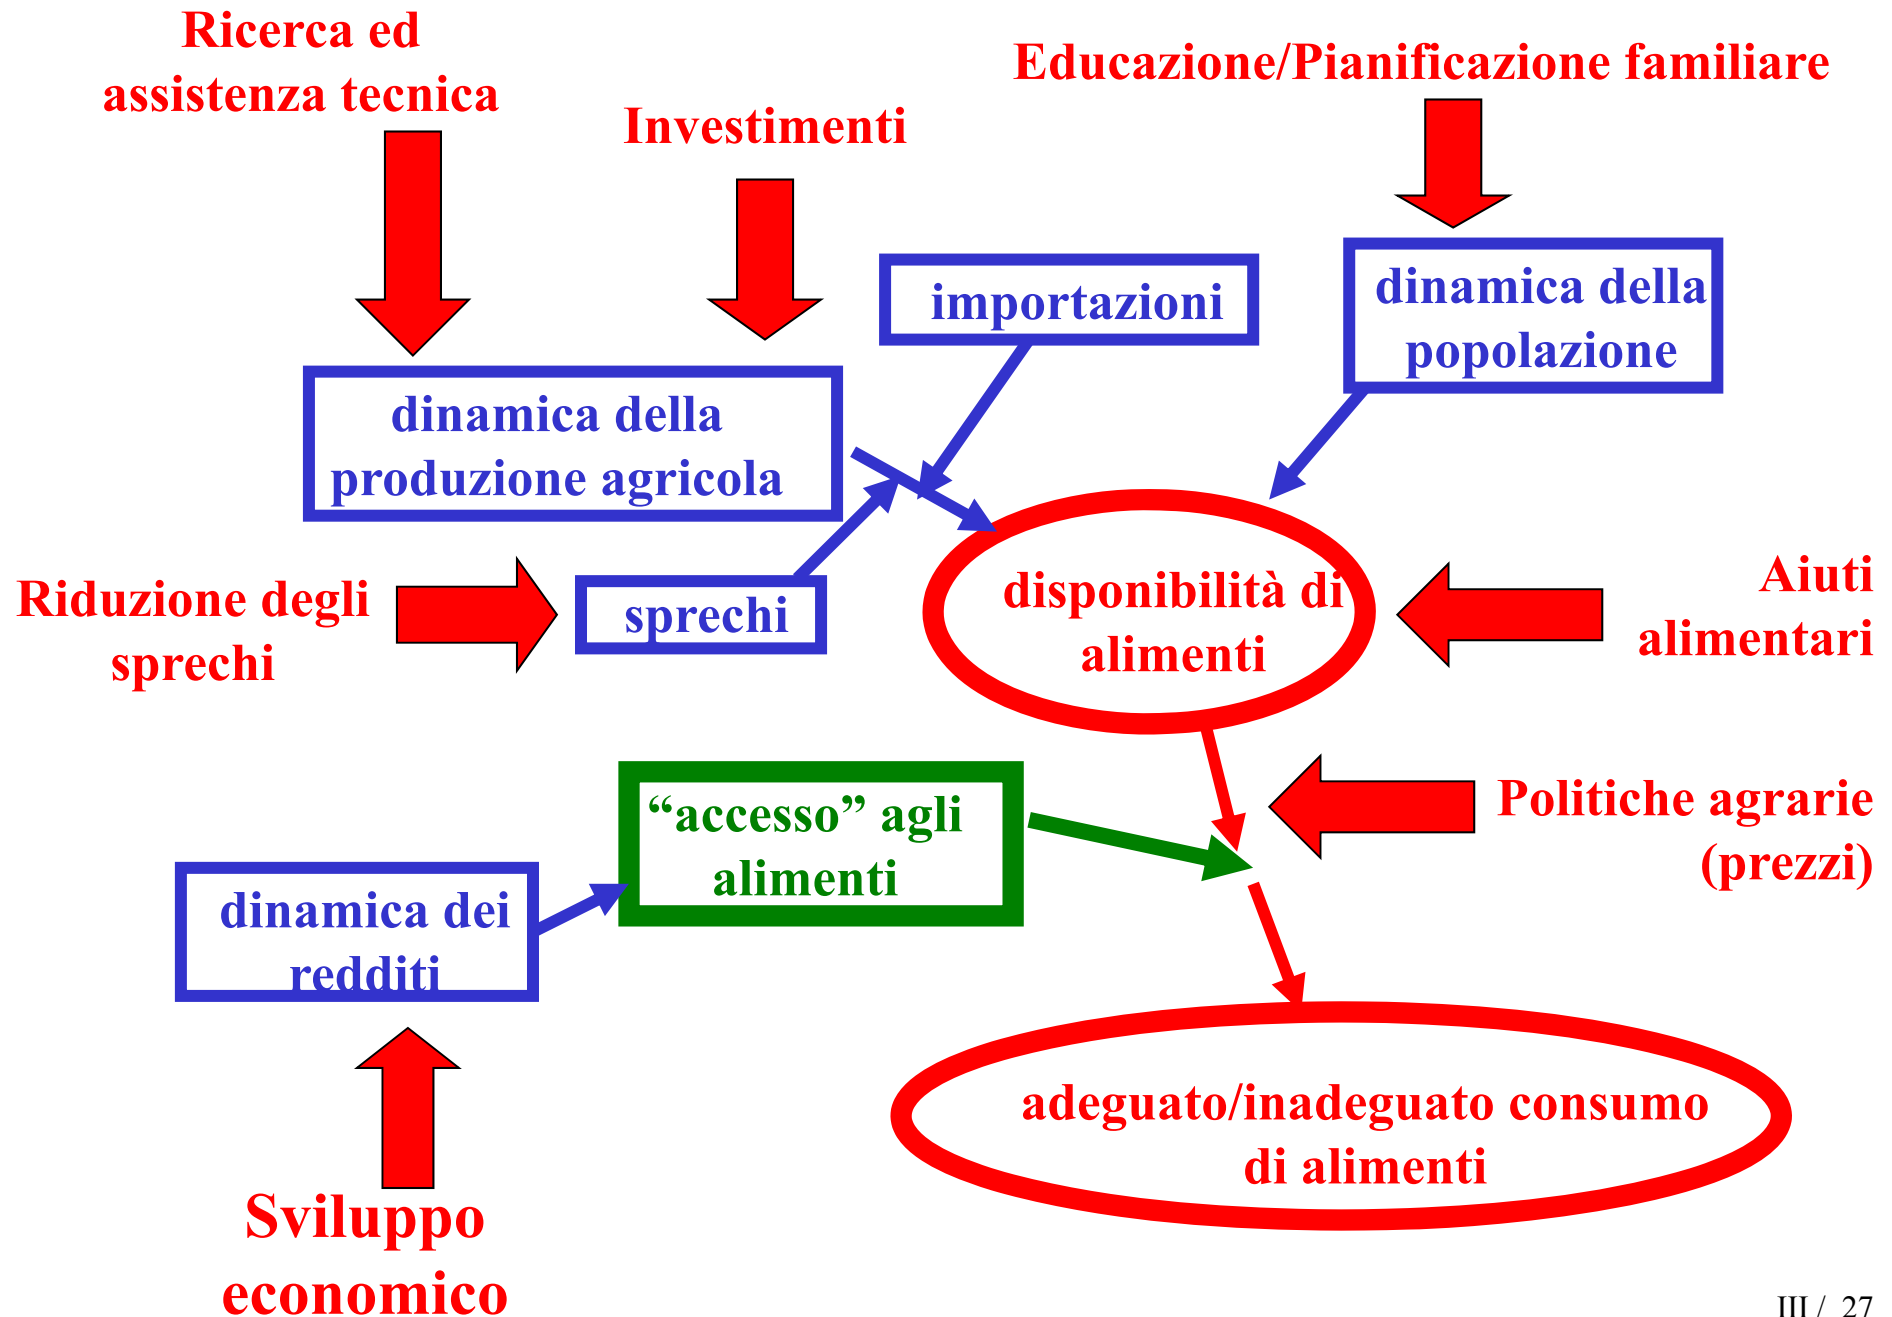 Ricerca ed
assistenza tecnica
Educazione/Pianificazione familiare
Investimenti
importazioni
dinamica della
popolazione
dinamica della
produzione agricola
Riduzione degli
sprechi
sprechi
disponibilità di
alimenti
Aiuti
alimentari
“accesso” agli
alimenti
Politiche agrarie
(prezzi)
dinamica dei
redditi
adeguato/inadeguato consumo
di alimenti
Sviluppo
economico
III / 27